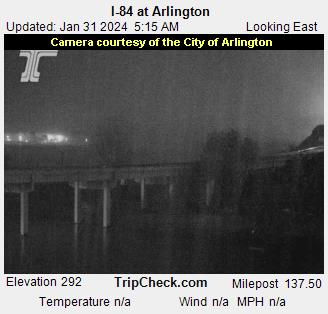 I-84 at Arlington
Updated: Jan 31 2024 5:15 AM Looking East
Camera courtesy of the City of Arlington
Elevation 292 TripCheck.com Milepost 137.50
Temperature n/a Wind n/a MPH n/a